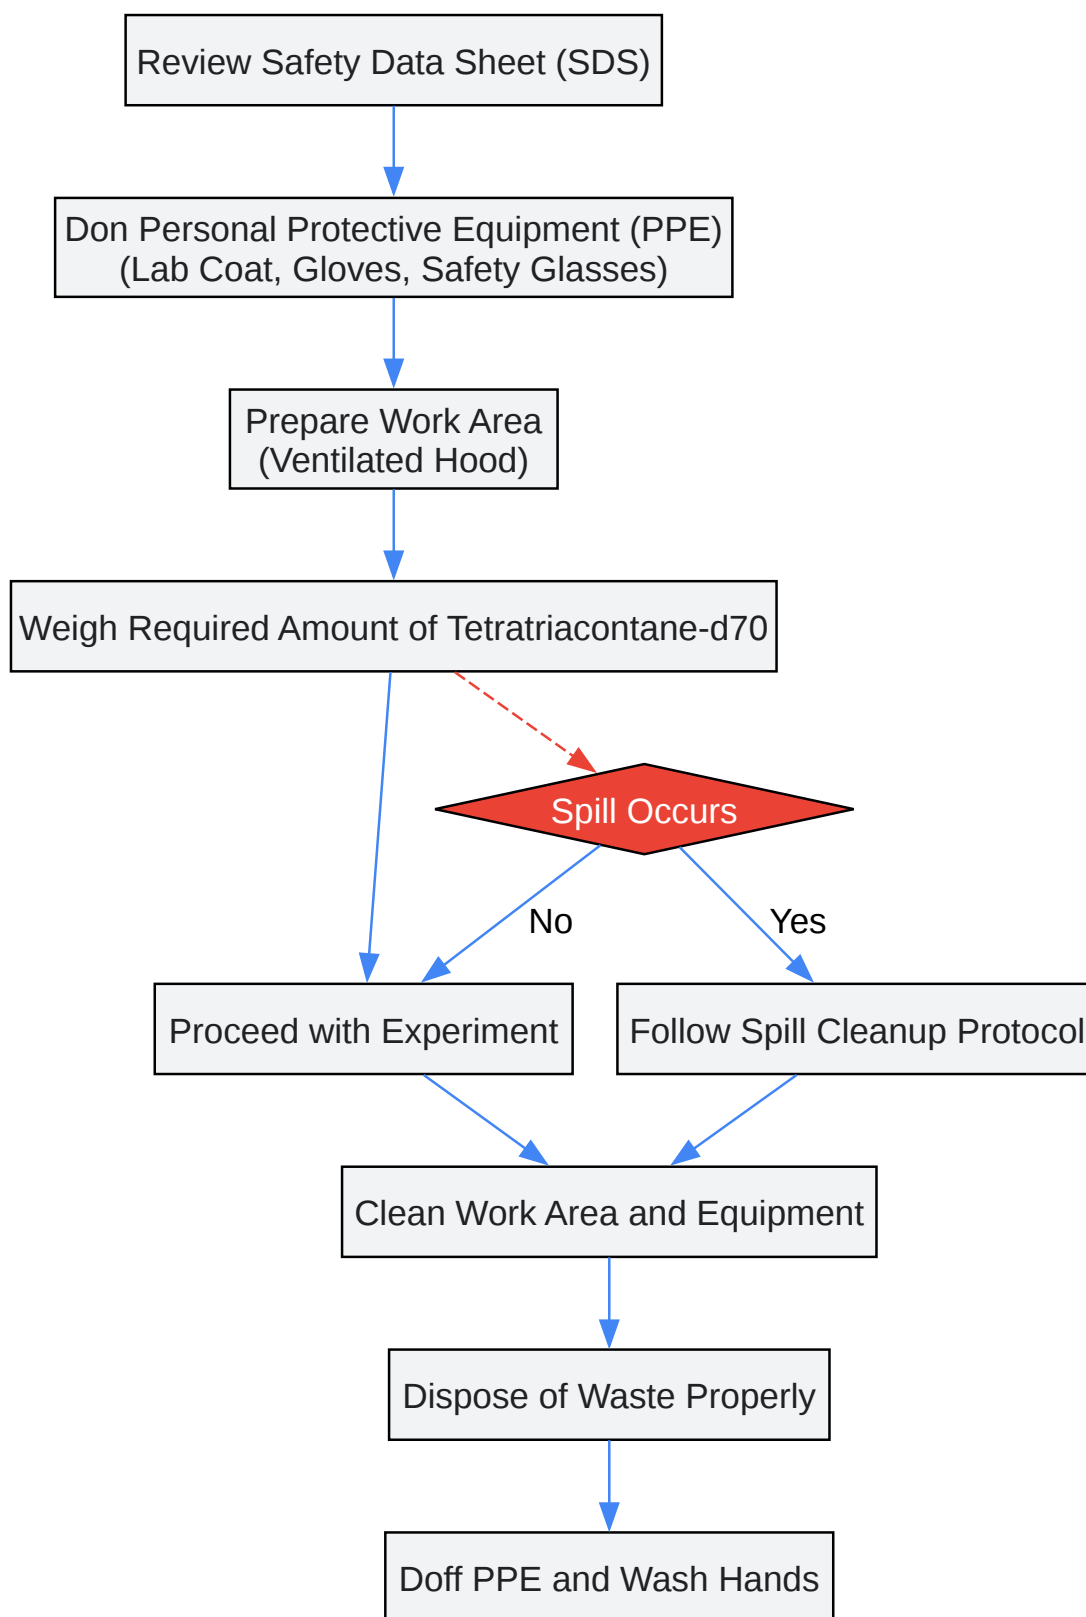 Review Safety Data Sheet (SDS)
Don Personal Protective Equipment (PPE)
(Lab Coat, Gloves, Safety Glasses)
Prepare Work Area
(Ventilated Hood)
Weigh Required Amount of Tetratriacontane-d70
Spill Occurs
No
Yes
Proceed with Experiment
Follow Spill Cleanup Protocol
Clean Work Area and Equipment
Dispose of Waste Properly
Doff PPE and Wash Hands